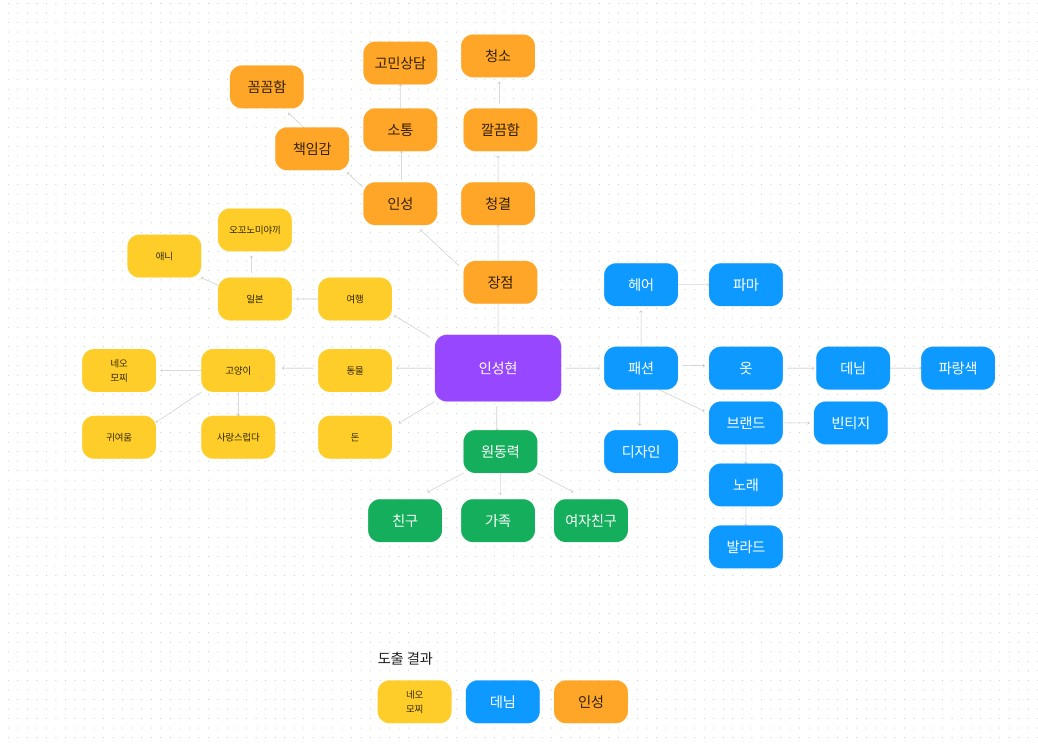 청소
고민상담
꼼꼼함
소통
깔끔함
책임감
인성
청결
오꼬노미야끼
애니
장점
헤어
파마
일본
여행
네오
모찌
고양이
동물
인성현
패션
옷
데님
파랑색
브랜드
빈티지
귀여움
사랑스럽다
돈
원동력
디자인
노래
친구
가족
여자친구
발라드
도출 결과
네오
모찌
데님
인성